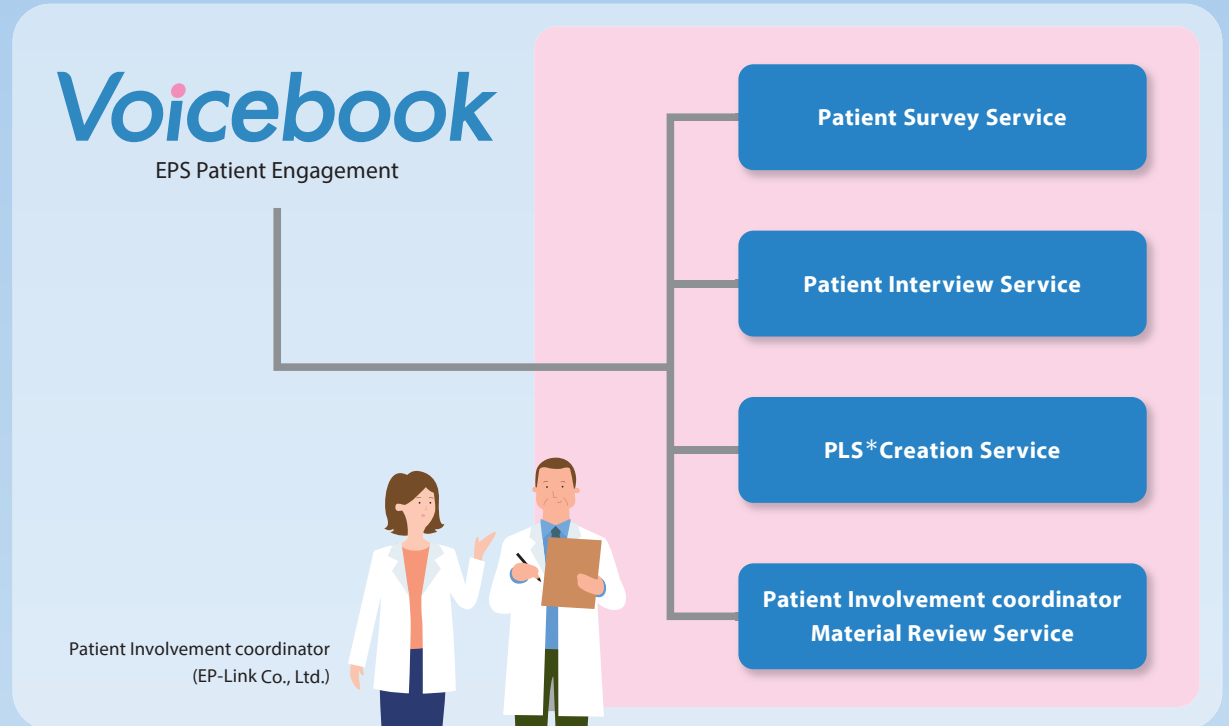 Voicebook
EPS Patient Engagement
Patient Survey Service
Patient Interview Service
PLS*Creation Service
Patient Involvement coordinator
Material Review Service
Patient Involvement coordinator
(EP-Link Co., Ltd.)